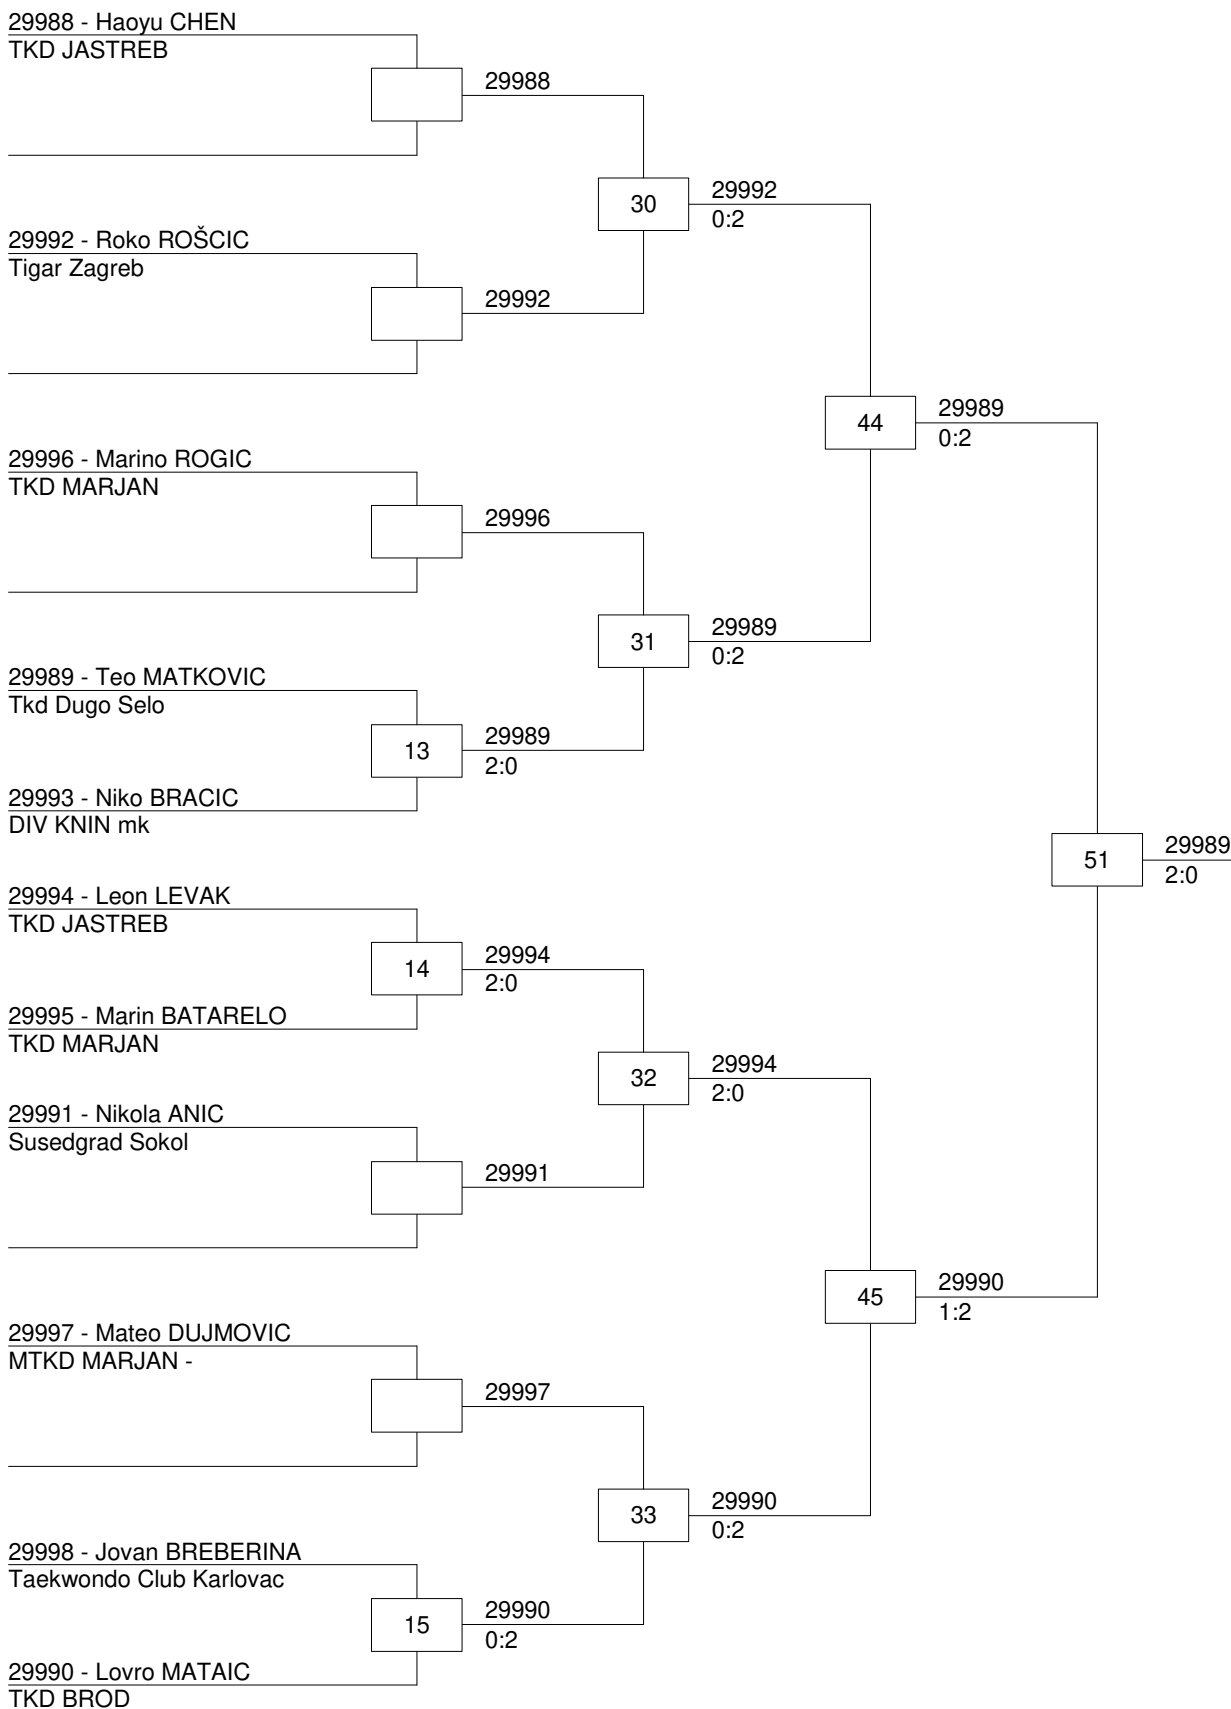 29988 - Haoyu CHEN
TKD JASTREB
29988
30
29992
0:2
29992 - Roko ROŠCIC
Tigar Zagreb
29992
44
29989
0:2
29996 - Marino ROGIC
TKD MARJAN
29996
31
29989
0:2
29989 - Teo MATKOVIC
Tkd Dugo Selo
13
29989
2:0
29993 - Niko BRACIC
DIV KNIN mk
51
29989
2:0
29994 - Leon LEVAK
TKD JASTREB
14
29994
2:0
29995 - Marin BATARELO
TKD MARJAN
32
29994
2:0
29991 - Nikola ANIC
Susedgrad Sokol
29991
45
29990
1:2
29997 - Mateo DUJMOVIC
MTKD MARJAN -
29997
33
29990
0:2
29998 - Jovan BREBERINA
Taekwondo Club Karlovac
15
29990
0:2
29990 - Lovro MATAIC
TKD BROD